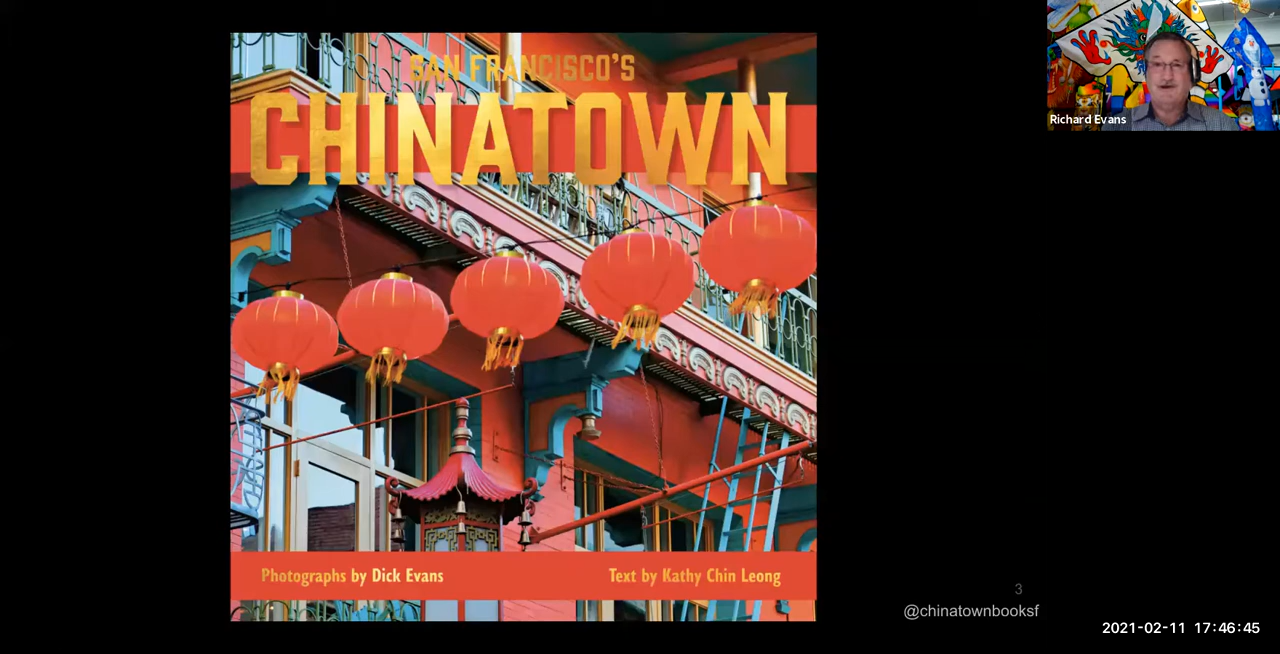 SAN FRANCISCO'S
CHINATOWN
Richard Evans
Photographs by Dick Evans
Text by Kathy Chin Leong
3
@chinatownbooksf
2021-02-11 17:46:45